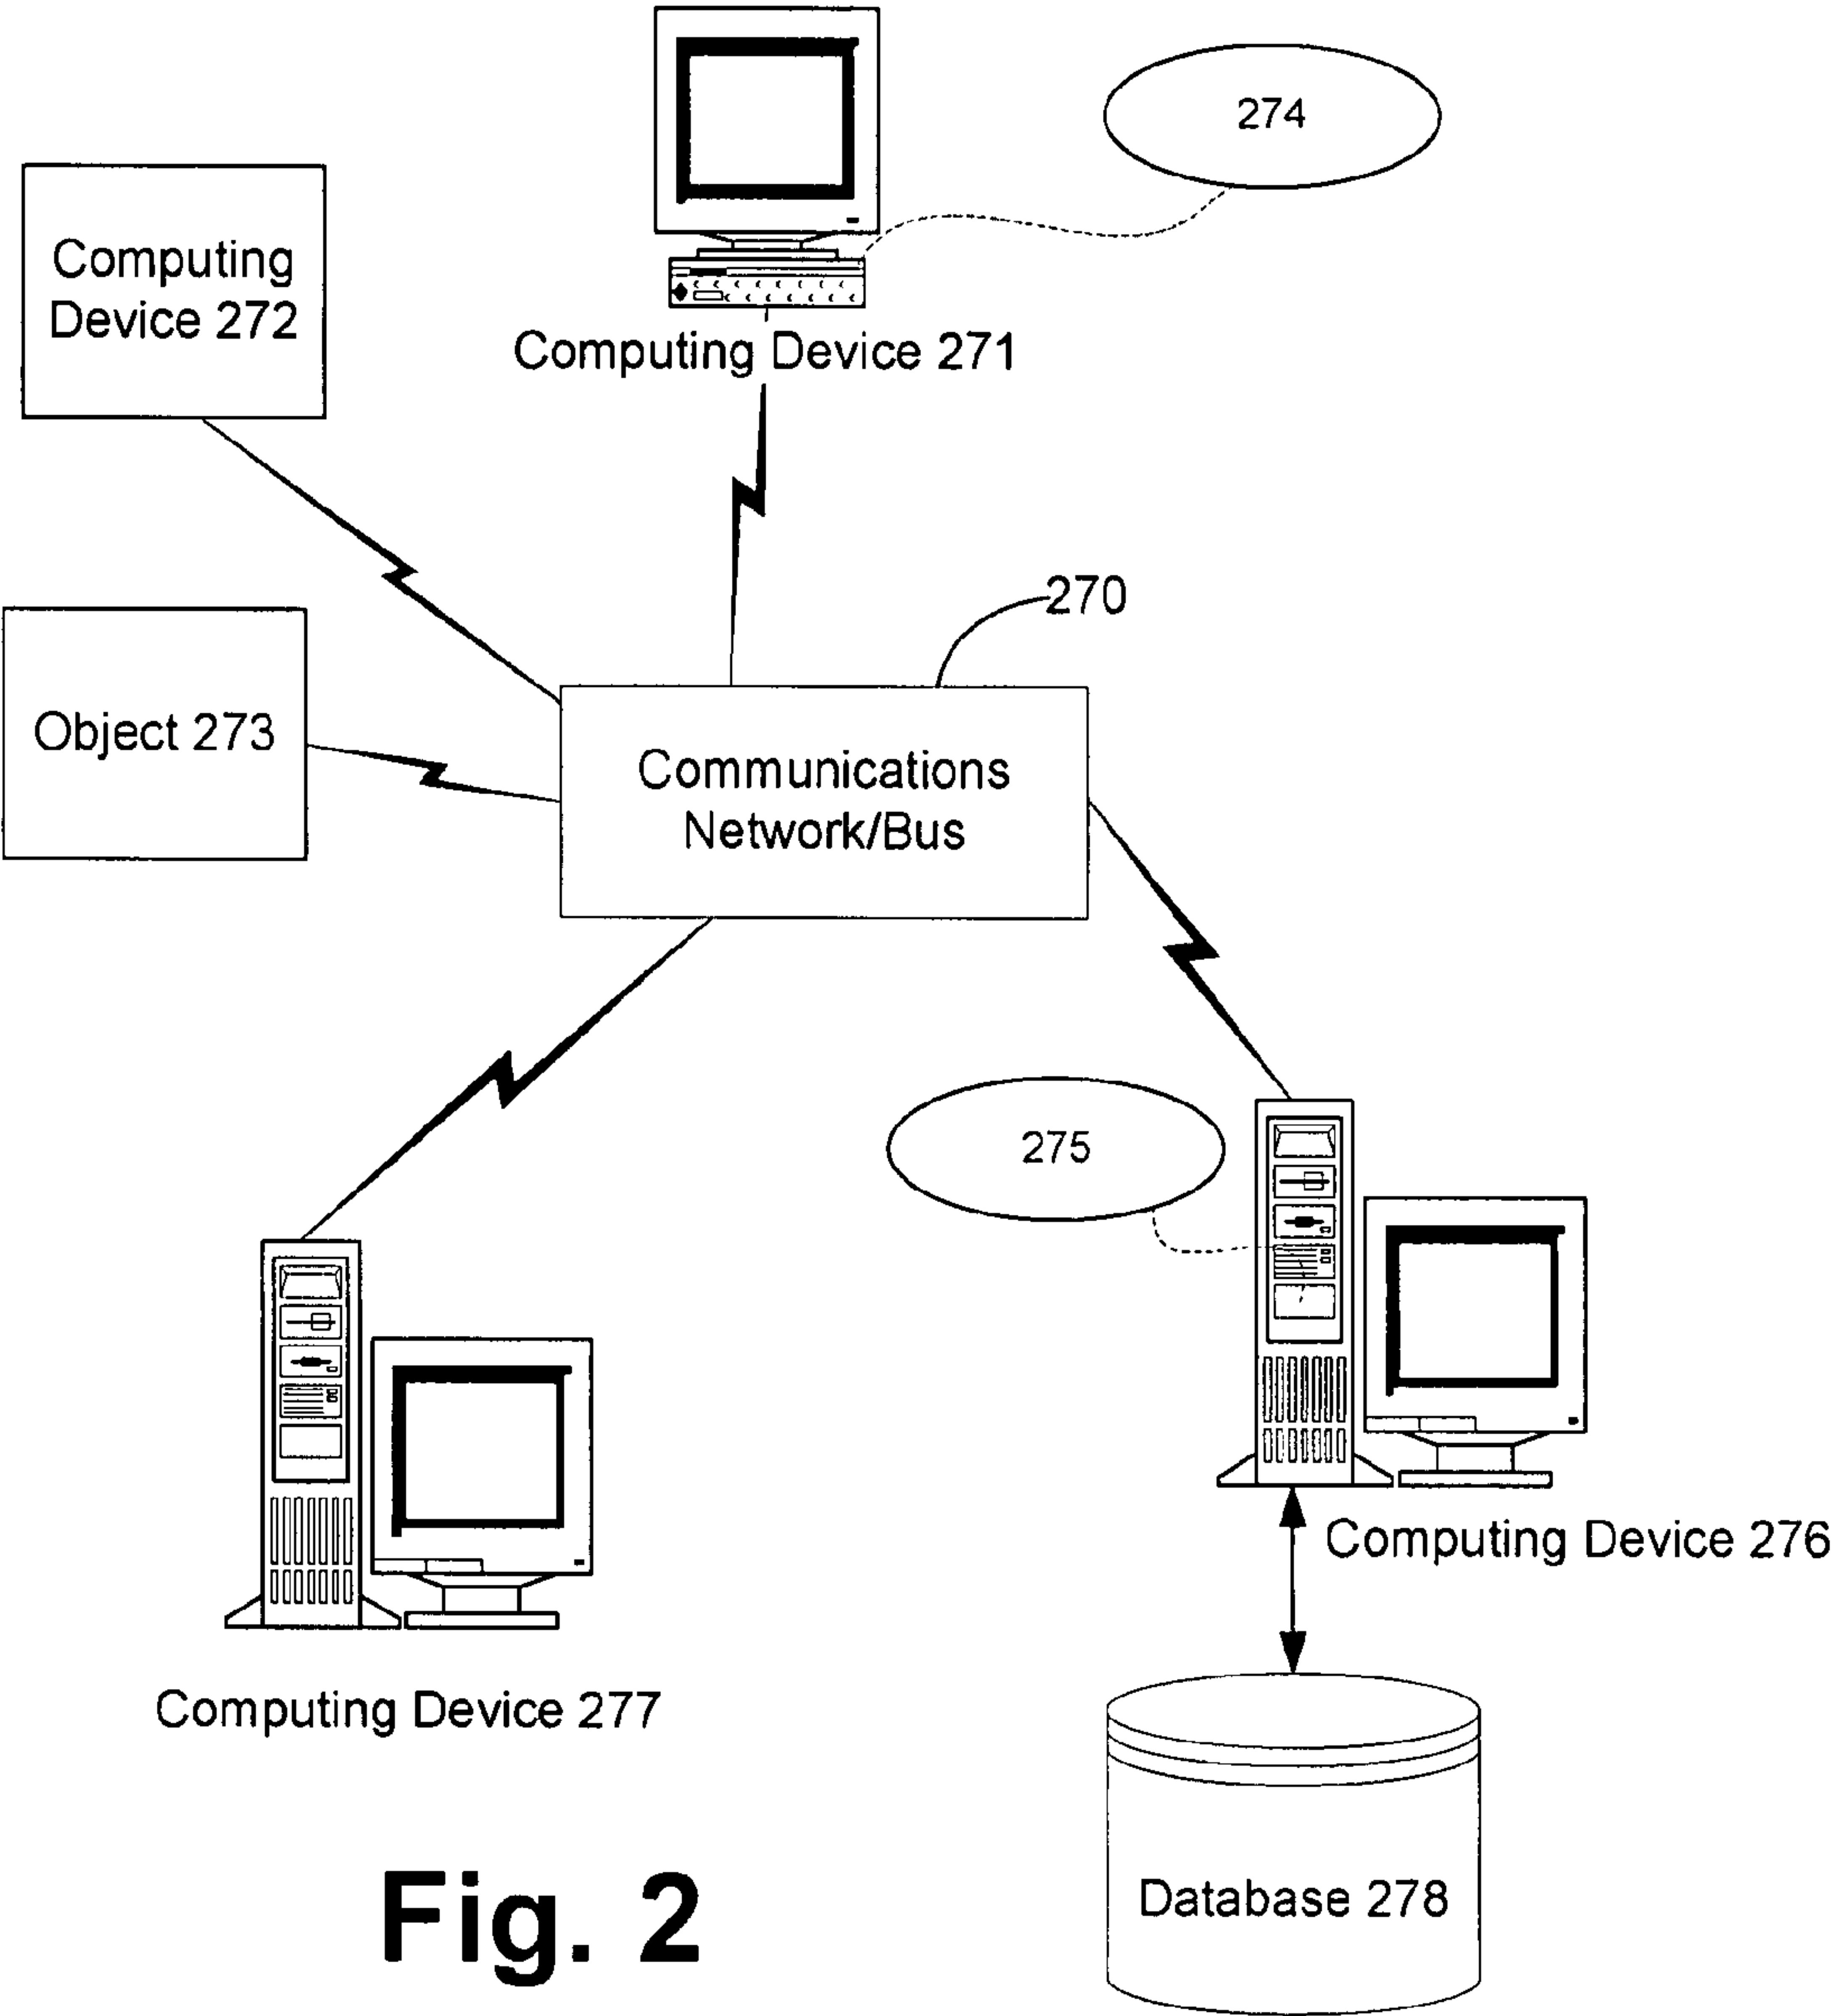 274
Computing
Device 272
Computing Device 271
270
Object 273
Communications
Network/Bus
275
Computing Device 276
Computing Device 277
Database 278
Fig. 2